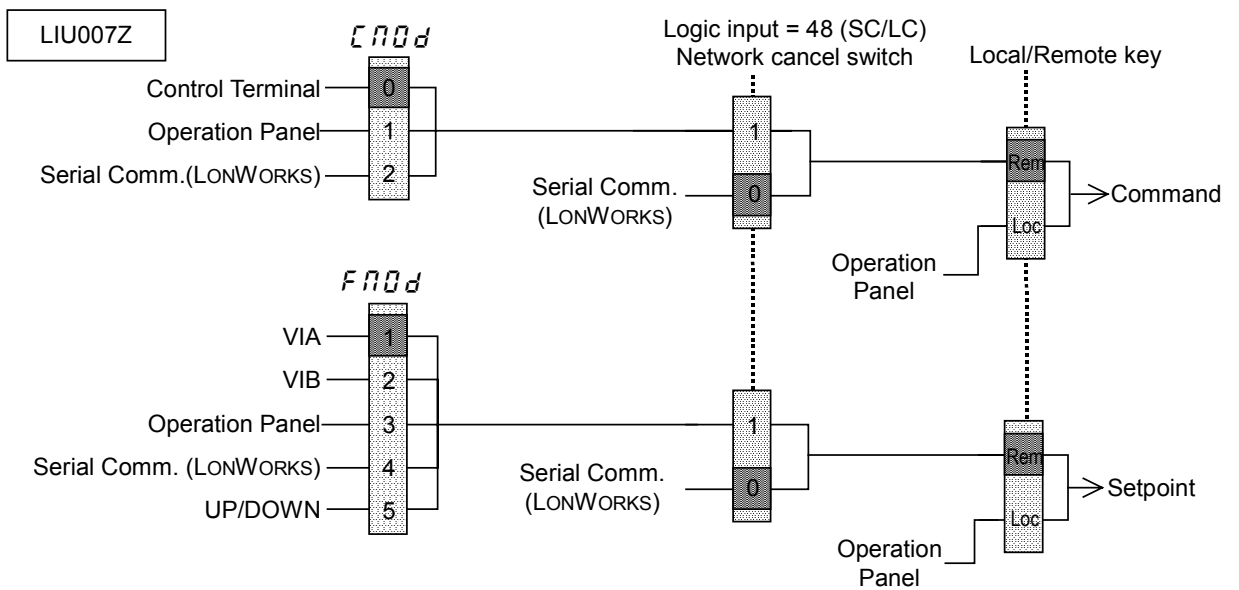 LIU007Z
CMOd
Logic input = 48 (SC/LC)
Network cancel switch
Local/Remote key
Control Terminal
0
Operation Panel
1
1
Serial Comm.(LONWORKS)
2
Serial Comm.
(LONWORKS)
0
Rem
Command
Loc
Operation
Panel
FMOd
VIA
1
VIB
2
Operation Panel
3
1
Serial Comm. (LONWORKS)
4
Serial Comm.
(LONWORKS)
0
Rem
Setpoint
UP/DOWN
5
Loc
Operation
Panel